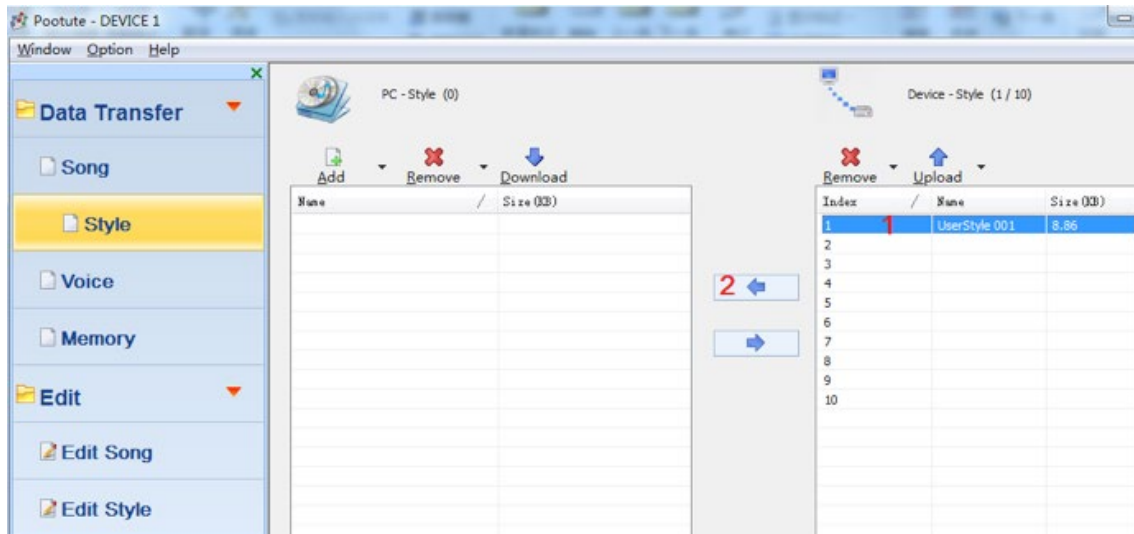 Pootute - DEVICE 1
Window Option Help
Data Transfer
Song
Style
Voice
Memory
Edit
Edit Song
Edit Style
PC - Style (0)
Add Remove Download
Name / Size(KB)
2
Device - Style (1 / 10)
Remove Upload
Index / Name Size(KB)
1 1 UserStyle 001 8.86
2
3
4
5
6
7
8
9
10